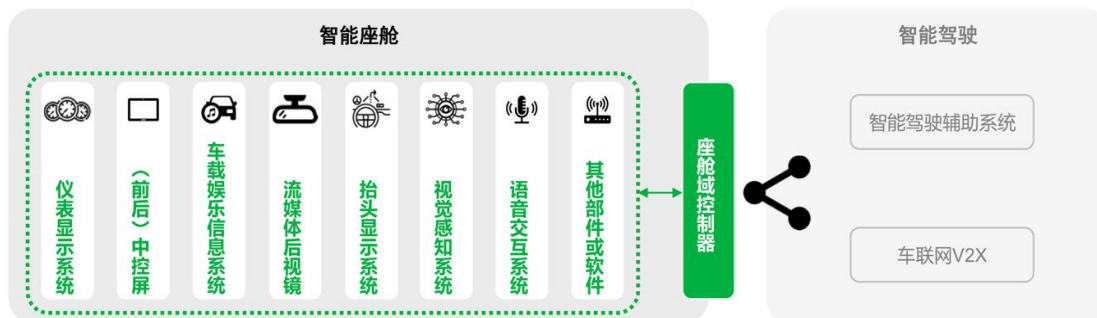 智能座舱
智能驾驶
仪表显示系统
（前后）中控屏
车载娱乐信息系统
流媒体后视镜
抬头显示系统
视觉感知系统
语音交互系统
其他部件或软件
座舱域控制器
智能驾驶辅助系统
车联网V2X